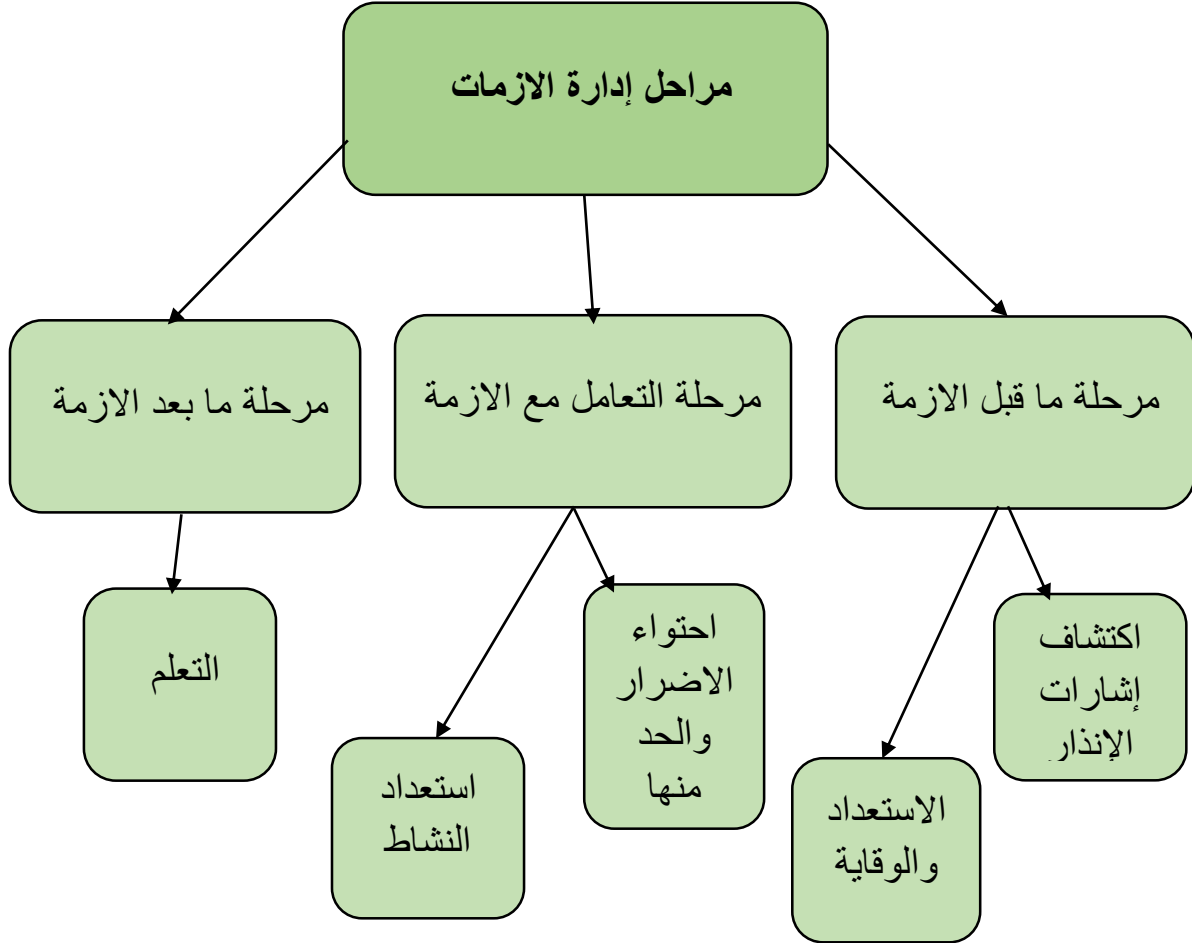 مراحل إدارة الازمات
مرحلة ما قبل الازمة
مرحلة التعامل مع الازمة
مرحلة ما بعد الازمة
اكتشاف
إشارات
الإنذار
الاستعداد
والوقاية
احتواء
الاضرار
والحد
منها
استعداد
النشاط
التعلم